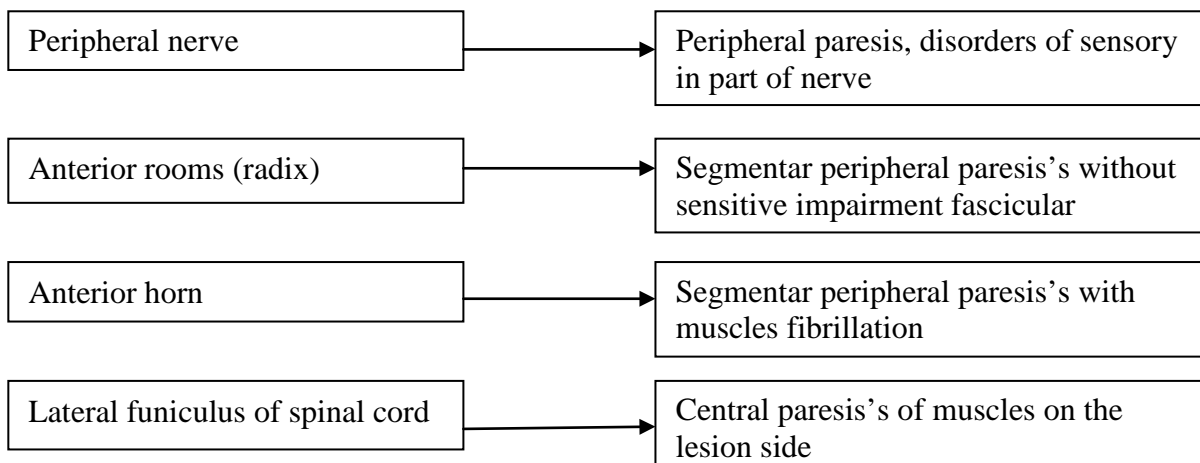 Peripheral nerve
Peripheral paresis, disorders of sensory
in part of nerve
Anterior rooms (radix)
Segmentar peripheral paresis’s without
sensitive impairment fascicular
Anterior horn
Segmentar peripheral paresis’s with
muscles fibrillation
Lateral funiculus of spinal cord
Central paresis’s of muscles on the
lesion side